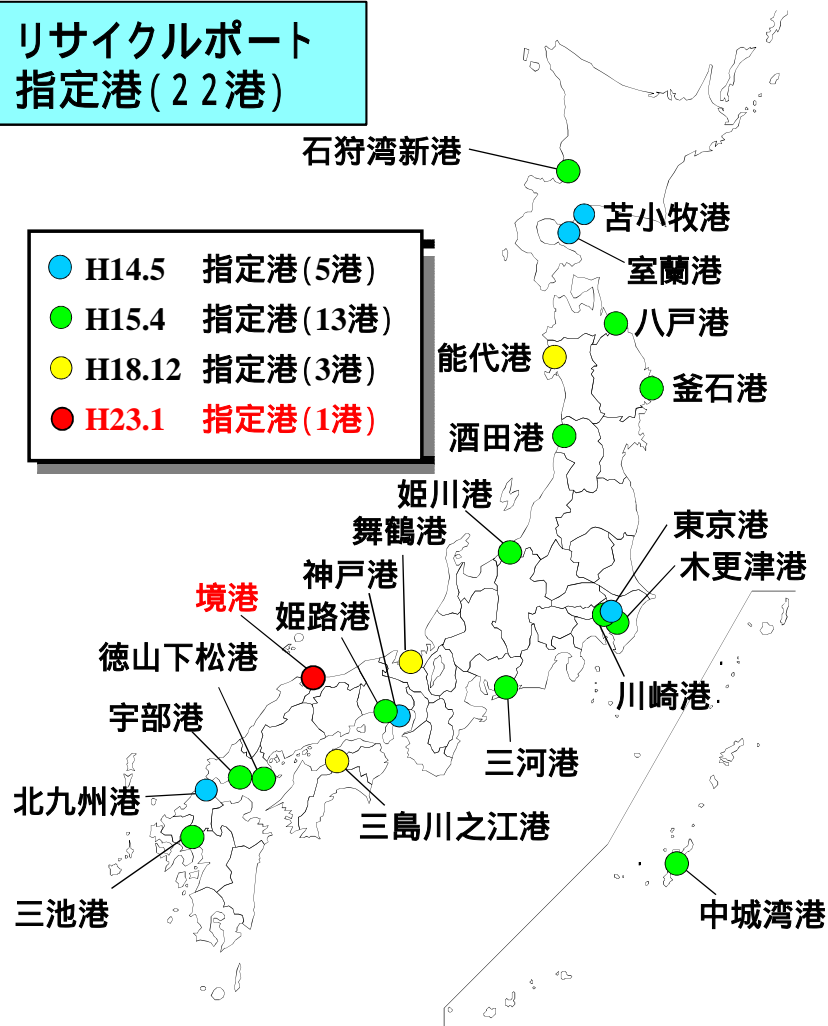 リサイクルポート
指定港(22港)
石狩湾新港
苫小牧港
室蘭港
H14.5 指定港(5港)
H15.4 指定港(13港)
H18.12 指定港(3港)
H23.1 指定港(1港)
八戸港
能代港
釜石港
酒田港
姫川港
舞鶴港
東京港
神戸港
木更津港
境港
姫路港
徳山下松港
川崎港
宇部港
三河港
北九州港
三島川之江港
三池港
中城湾港